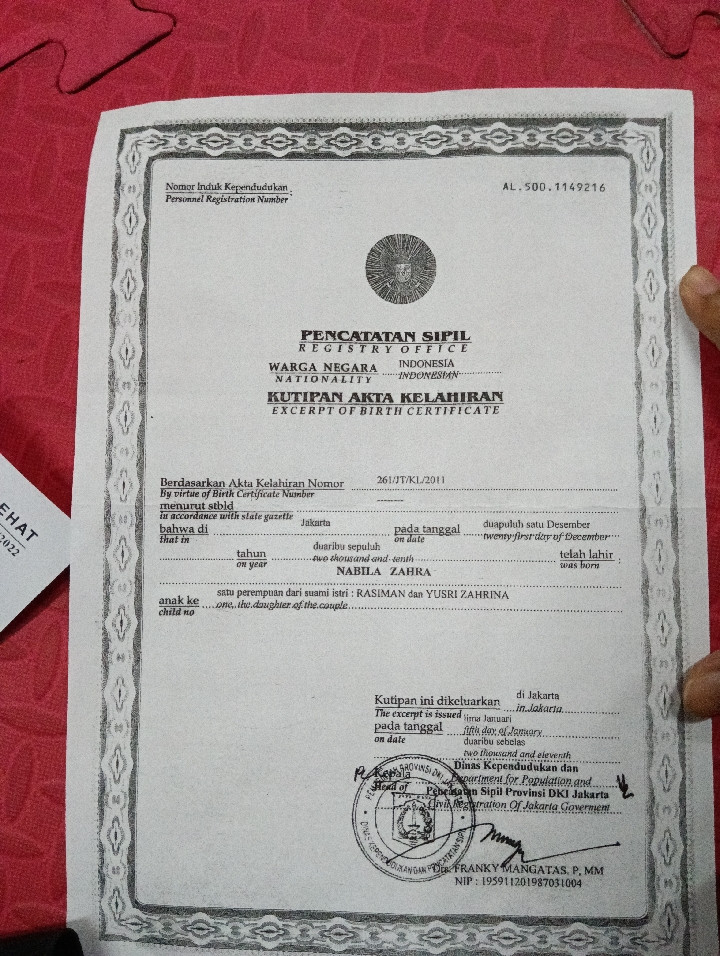 Nomor Induk Kependudukan :
Personnel Registration Number
AL.500.1149216
PENCATATAN SIPIL
REGISTRY OFFICE
WARGA NEGARA INDONESIA
NATIONALITY INDONESIAN
KUTIPAN AKTA KELAHIRAN
EXCERPT OF BIRTH CERTIFICATE
Berdasarkan Akta Kelahiran Nomor 261/JT/KL/2011
By virtue of Birth Certificate Number
menurut stbld
in accordance with state gazette
bahwa di Jakarta pada tanggal duapuluh satu Desember
that in on date twenty first day of December
tahun duaribu sepuluh telah lahir :
on year two thousand and tenth was born
NABILA ZAHRA
anak ke satu perempuan dari suami istri : RASIMAN dan YUSRI ZAHRINA
child no one, the daughter of the couple
Kutipan ini dikeluarkan di Jakarta
The excerpt is issued in Jakarta
pada tanggal lima Januari
on date fifth day of January
duaribu sebelas
two thousand and eleventh
Kepala Dinas Kependudukan dan
Head of Department for Population and
Pencatatan Sipil Provinsi DKI Jakarta
Civil Registration Of Jakarta Goverment
DINAS KEPENDUDUKAN DAN PENCATATAN SIPIL
Drs. FRANKY MANGATAS. P, MM
NIP : 195911201987031004
EHAT
2022